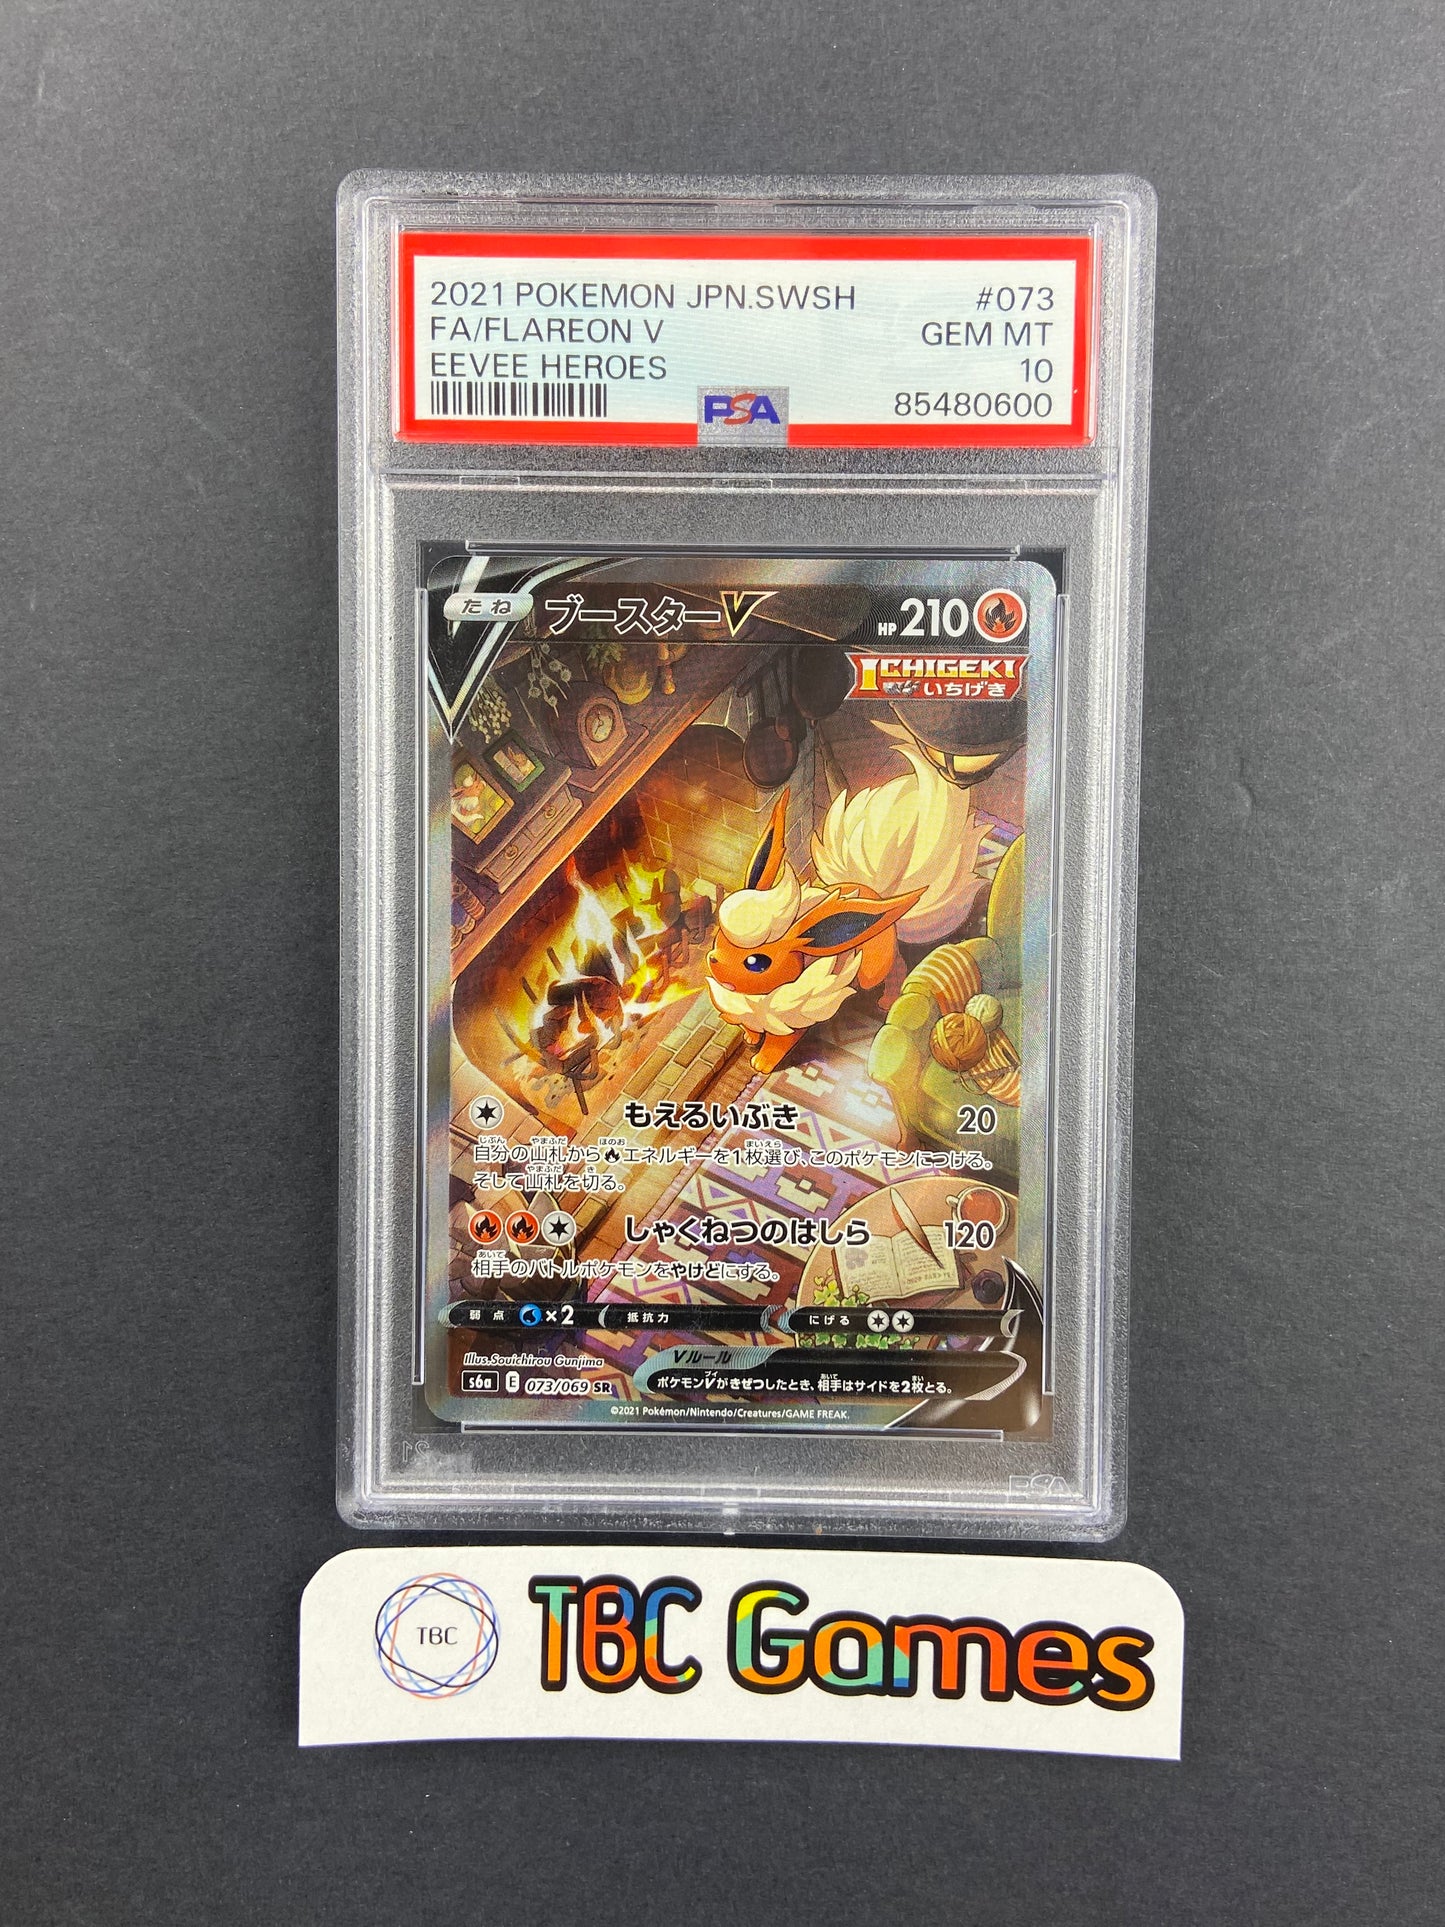 2021 POKEMON JPN.SWSH #073
FA/FLAREON V GEM MT
EEVEE HEROES 10
PSA 85480600
たね ブースターV HP 210
ICHIGEKI
いちげき
もえるいぶき 20
自分の山札からエネルギーを1枚選び、このポケモンにつける。
そして山札を切る。
しゃくねつのはしら 120
相手のバトルポケモンをやけどにする。
弱点 ×2 抵抗力 にげる
Illus.Souichirou Gunjima
Vルール
s6a E 073/069 SR
ポケモンVがきぜつしたとき、相手はサイドを2枚とる。
©2021 Pokémon/Nintendo/Creatures/GAME FREAK.
PSA
TBC TBC Games